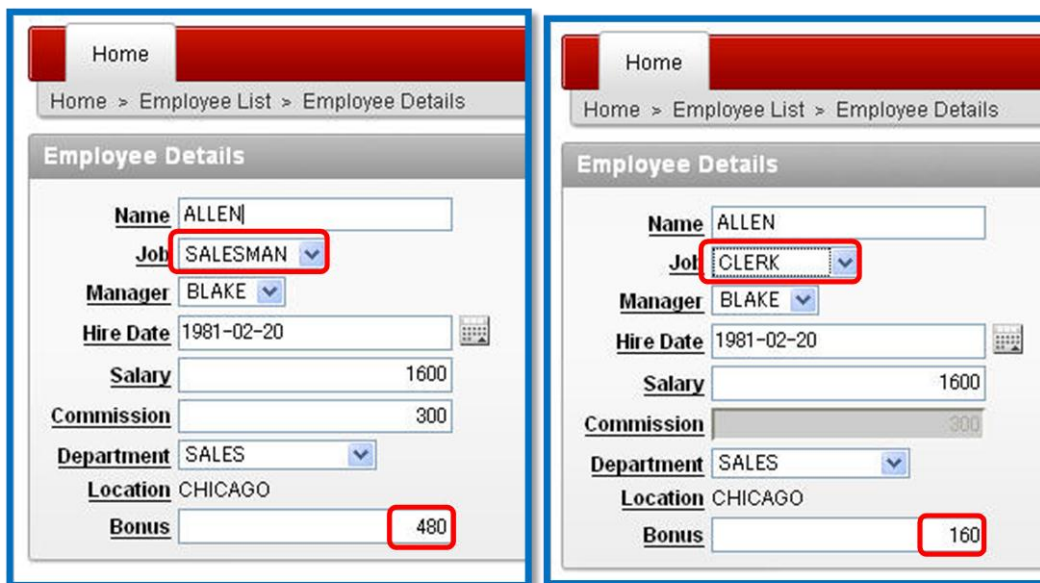 Home
Home > Employee List > Employee Details
Employee Details
Name ALLEN
Job SALESMAN
Manager BLAKE
Hire Date 1981-02-20
Salary 1600
Commission 300
Department SALES
Location CHICAGO
Bonus 480
Home
Home > Employee List > Employee Details
Employee Details
Name ALLEN
Job CLERK
Manager BLAKE
Hire Date 1981-02-20
Salary 1600
Commission 300
Department SALES
Location CHICAGO
Bonus 160